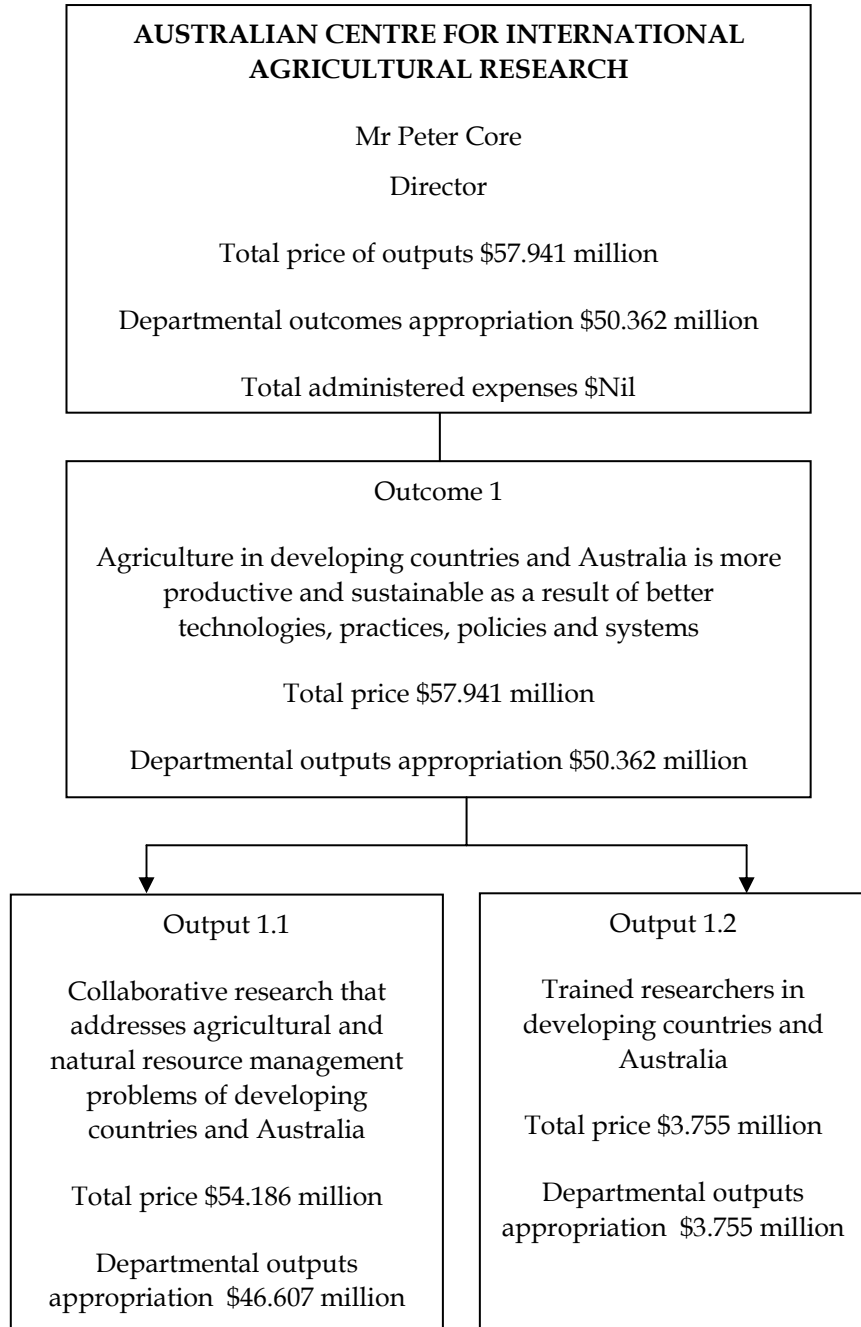 AUSTRALIAN CENTRE FOR INTERNATIONAL
AGRICULTURAL RESEARCH
Mr Peter Core
Director
Total price of outputs $57.941 million
Departmental outcomes appropriation $50.362 million
Total administered expenses $Nil
Outcome 1
Agriculture in developing countries and Australia is more
productive and sustainable as a result of better
technologies, practices, policies and systems
Total price $57.941 million
Departmental outputs appropriation $50.362 million
Output 1.1
Collaborative research that
addresses agricultural and
natural resource management
problems of developing
countries and Australia
Total price $54.186 million
Departmental outputs
appropriation $46.607 million
Output 1.2
Trained researchers in
developing countries and
Australia
Total price $3.755 million
Departmental outputs
appropriation $3.755 million